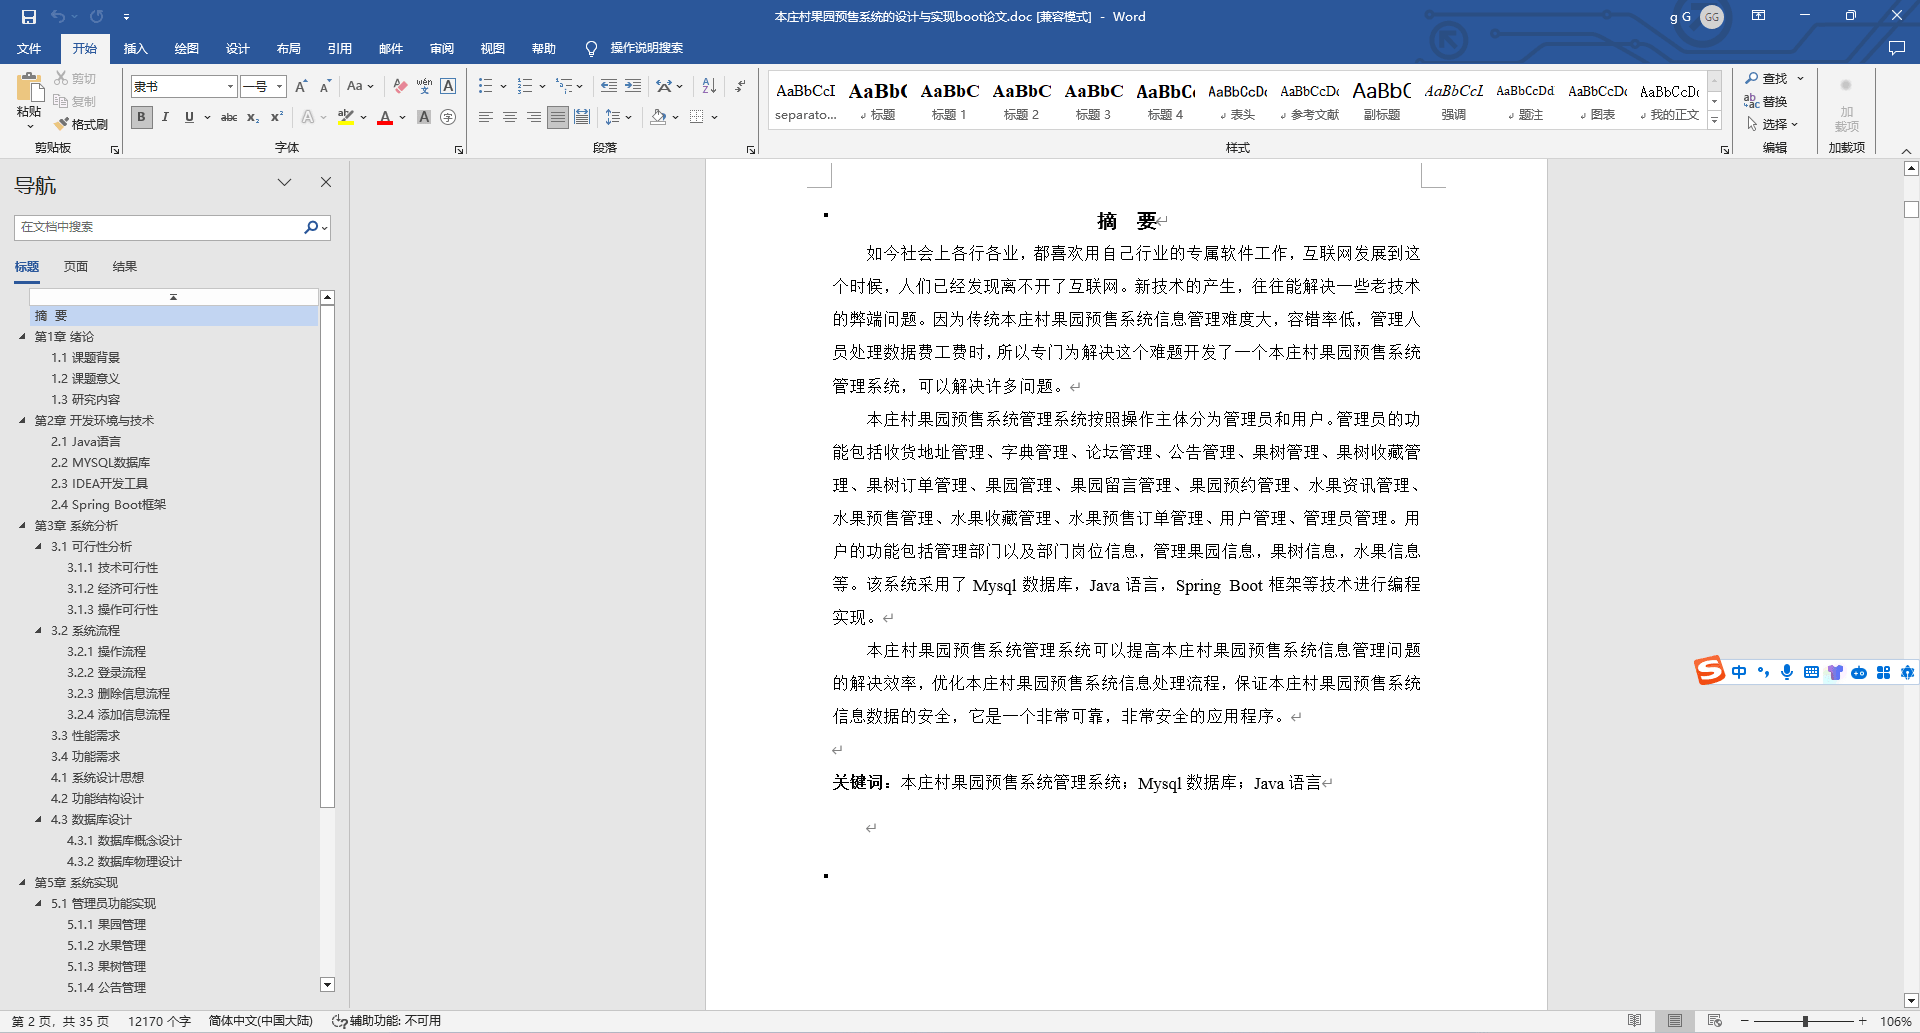 本庄村果园预售系统的设计与实现boot论文.doc [兼容模式] - Word
g G GG
文件 开始 插入 绘图 设计 布局 引用 邮件 审阅 视图 帮助 操作说明搜索
粘贴 剪切 复制 格式刷
隶书 一号
AaBbCcI AaBb( AaBbC AaBbC AaBbC AaBbC( AaBbCcDc AaBbCcDc AaBbC AaBbCcI AaBbCcDd AaBbCcDc AaBbCcDc
separato... 标题 标题 1 标题 2 标题 3 标题 4 表头 参考文献 副标题 强调 题注 图表 我的正文
查找 替换 选择
加载项
剪贴板 字体 段落 样式 编辑 加载项
导航
在文档中搜索
标题 页面 结果
摘 要
第1章 绪论
1.1 课题背景
1.2 课题意义
1.3 研究内容
第2章 开发环境与技术
2.1 Java语言
2.2 MYSQL数据库
2.3 IDEA开发工具
2.4 Spring Boot框架
第3章 系统分析
3.1 可行性分析
3.1.1 技术可行性
3.1.2 经济可行性
3.1.3 操作可行性
3.2 系统流程
3.2.1 操作流程
3.2.2 登录流程
3.2.3 删除信息流程
3.2.4 添加信息流程
3.3 性能需求
3.4 功能需求
4.1 系统设计思想
4.2 功能结构设计
4.3 数据库设计
4.3.1 数据库概念设计
4.3.2 数据库物理设计
第5章 系统实现
5.1 管理员功能实现
5.1.1 果园管理
5.1.2 水果管理
5.1.3 果树管理
5.1.4 公告管理
摘 要
如今社会上各行各业，都喜欢用自己行业的专属软件工作，互联网发展到这
个时候，人们已经发现离不开了互联网。新技术的产生，往往能解决一些老技术
的弊端问题。因为传统本庄村果园预售系统信息管理难度大，容错率低，管理人
员处理数据费工费时，所以专门为解决这个难题开发了一个本庄村果园预售系统
管理系统，可以解决许多问题。
本庄村果园预售系统管理系统按照操作主体分为管理员和用户。管理员的功
能包括收货地址管理、字典管理、论坛管理、公告管理、果树管理、果树收藏管
理、果树订单管理、果园管理、果园留言管理、果园预约管理、水果资讯管理、
水果预售管理、水果收藏管理、水果预售订单管理、用户管理、管理员管理。用
户的功能包括管理部门以及部门岗位信息，管理果园信息，果树信息，水果信息
等。该系统采用了 Mysql 数据库，Java 语言，Spring Boot 框架等技术进行编程
实现。
本庄村果园预售系统管理系统可以提高本庄村果园预售系统信息管理问题
的解决效率，优化本庄村果园预售系统信息处理流程，保证本庄村果园预售系统
信息数据的安全，它是一个非常可靠，非常安全的应用程序。
关键词：本庄村果园预售系统管理系统；Mysql 数据库；Java 语言
中
第 2 页，共 35 页 12170 个字 简体中文(中国大陆) 辅助功能: 不可用 106%